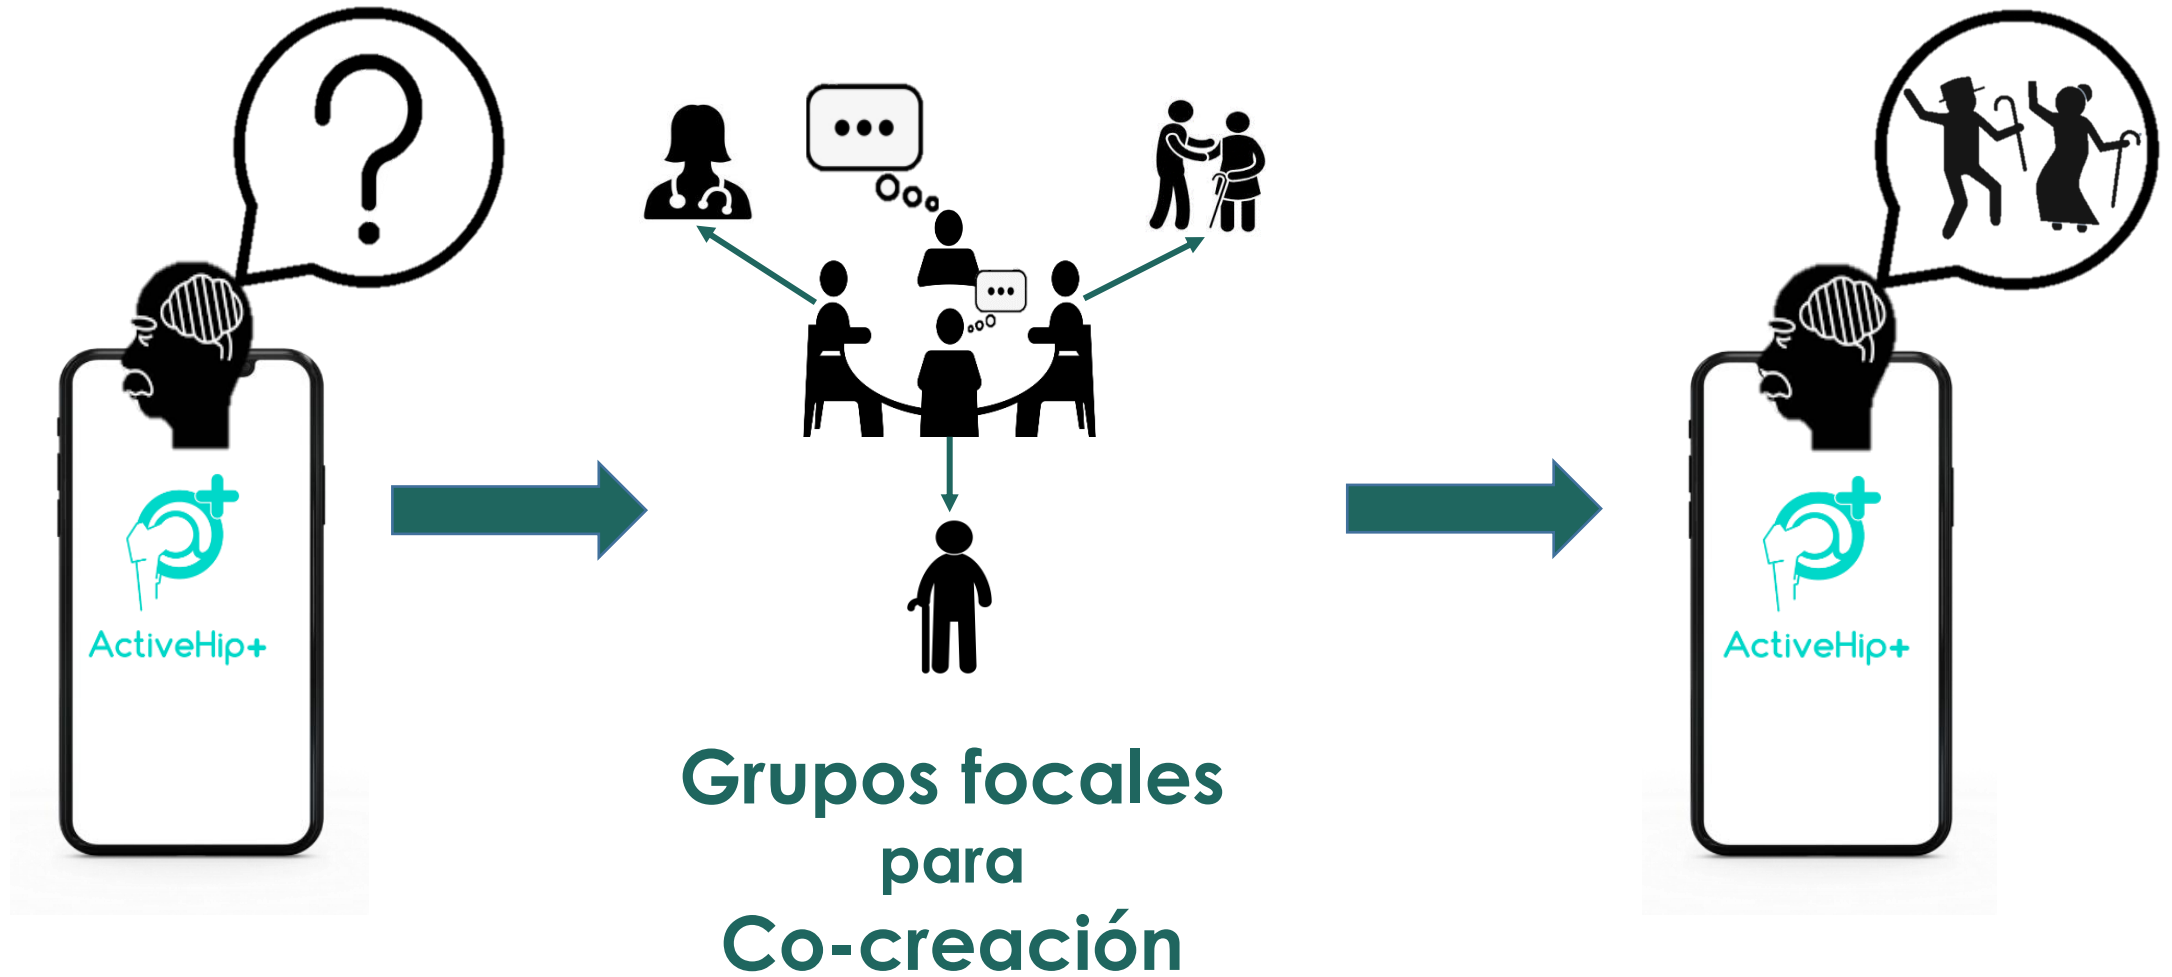 ActiveHip+
Grupos focales
para
Co-creación
ActiveHip+